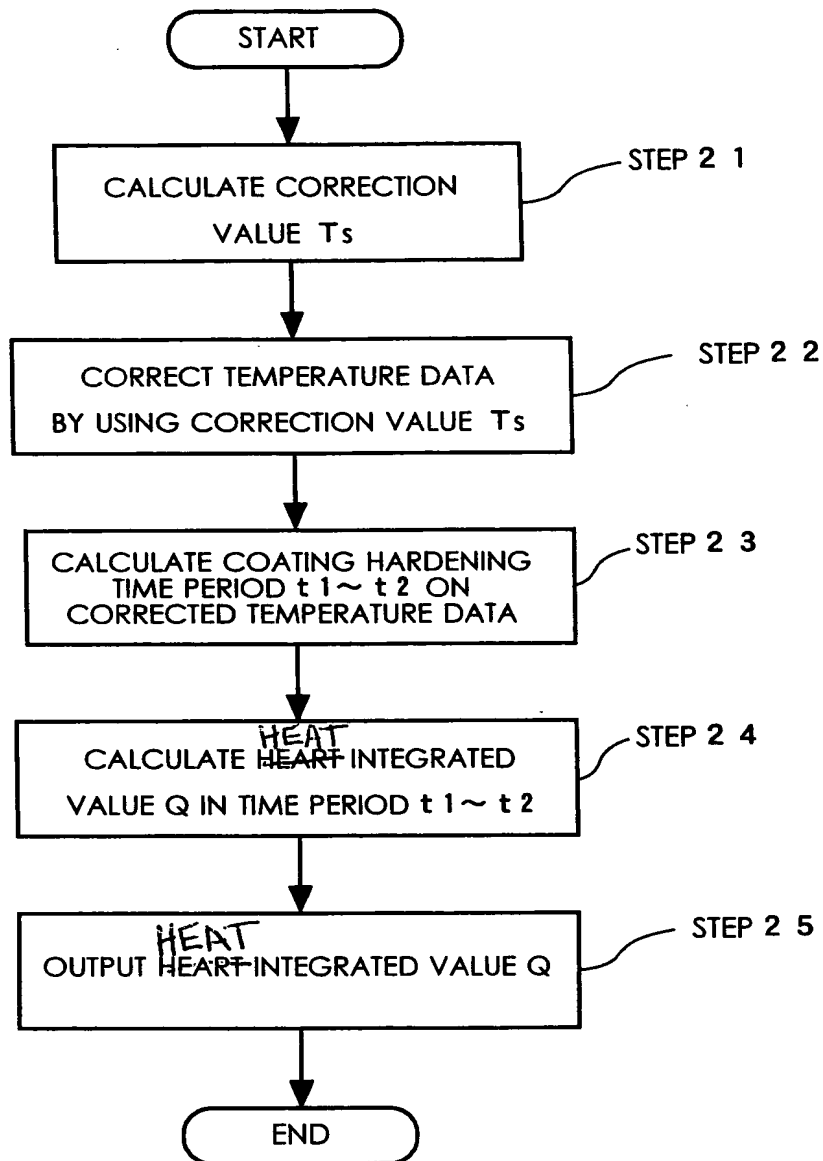 START
CALCULATE CORRECTION
VALUE Ts
STEP 2 1
CORRECT TEMPERATURE DATA
BY USING CORRECTION VALUE Ts
STEP 2 2
CALCULATE COATING HARDENING
TIME PERIOD t 1~ t 2 ON
CORRECTED TEMPERATURE DATA
STEP 2 3
HEAT
CALCULATE HEART INTEGRATED
VALUE Q IN TIME PERIOD t 1~ t 2
STEP 2 4
HEAT
OUTPUT HEART INTEGRATED VALUE Q
STEP 2 5
END